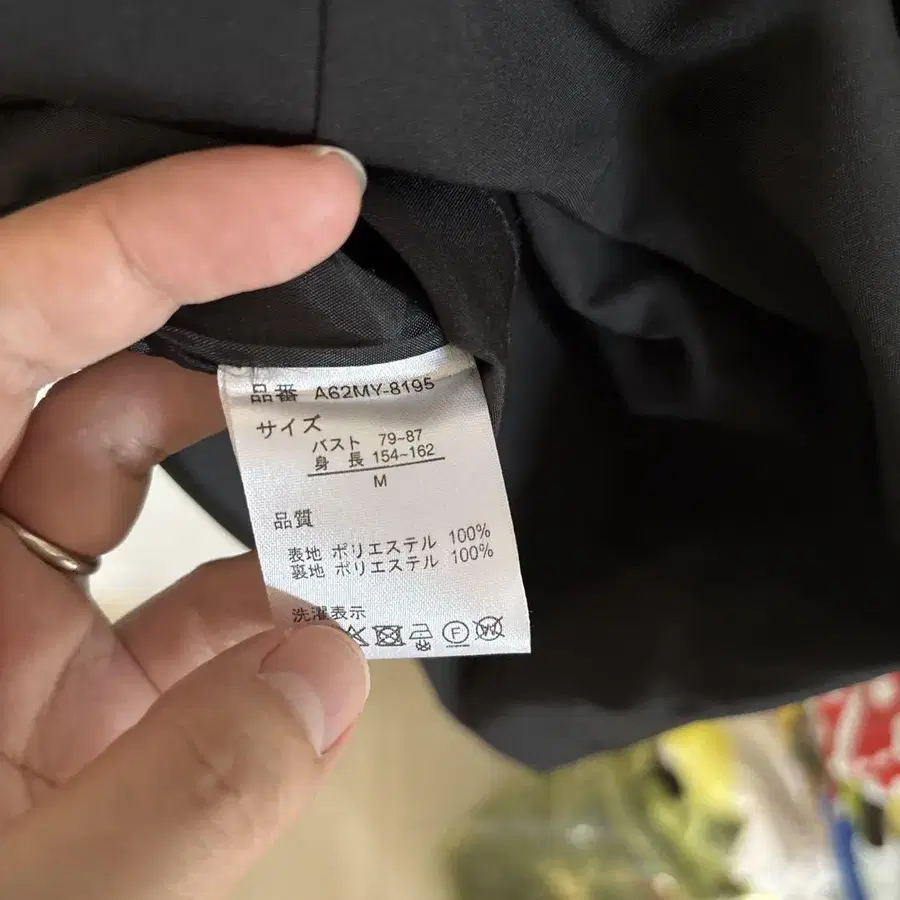 品番 A62MY-8195
サイズ
バスト 79~87
身 長 154~162
M
品質
表地 ポリエステル 100%
裏地 ポリエステル 100%
洗濯表示
F W